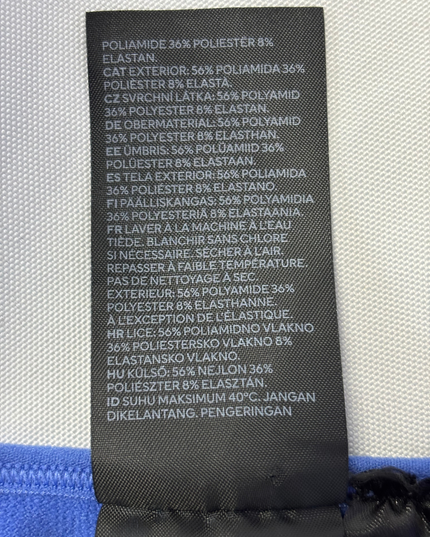 POLIAMIDE 36% POLIESTËR 8%
ELASTAN.
CAT EXTERIOR: 56% POLIAMIDA 36%
POLIÈSTER 8% ELASTÀ.
CZ SVRCHNÍ LÁTKA: 56% POLYAMID
36% POLYESTER 8% ELASTAN.
DE OBERMATERIAL: 56% POLYAMID
36% POLYESTER 8% ELASTHAN.
EE ÜMBRIS: 56% POLÜAMIID 36%
POLÜESTER 8% ELASTAAN.
ES TELA EXTERIOR: 56% POLIAMIDA
36% POLIÉSTER 8% ELASTANO
FI PÄÄLLISKANGAS: 56% POLYAMIDIA
36% POLYESTERIÄ 8% ELASTAANIA.
FR LAVER À LA MACHINE À L'EAU
TIÈDE. BLANCHIR SANS CHLORE
SI NÉCESSAIRE. SÉCHER À L'AIR.
REPASSER À FAIBLE TEMPÉRATURE.
PAS DE NETTOYAGE À SEC
EXTERIEUR: 56% POLYAMIDE 36%
POLYESTER 8% ELASTHANNE.
À L'EXCEPTION DE L'ÉLASTIQUE.
HR LICE: 56% POLIAMIDNO VLAKNO
36% POLIESTERSKO VLAKNO 8%
ELASTANSKO VLAKNO.
HU KÜLSŐ: 56% NEJLON 36%
POLIÉSZTER 8% ELASZTÁN.
ID SUHU MAKSIMUM 40°C. JANGAN
DIKELANTANG. PENGERINGAN